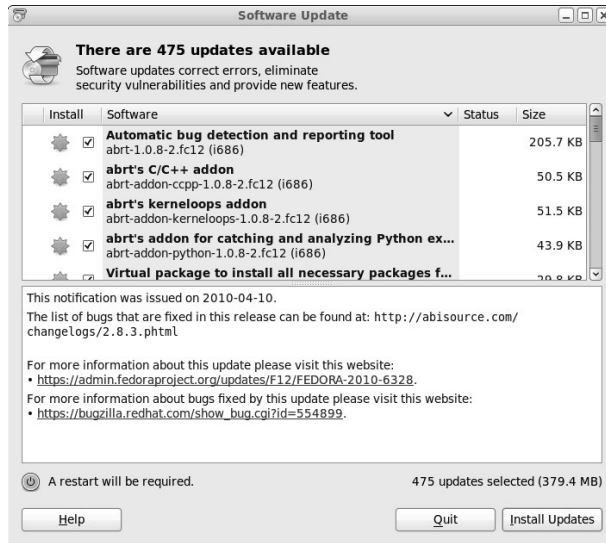 Software Update
There are 475 updates available
Software updates correct errors, eliminate
security vulnerabilities and provide new features.
Install Software Status Size
Automatic bug detection and reporting tool
abrt-1.0.8-2.fc12 (i686)
205.7 KB
abrt's C/C++ addon
abrt-addon-ccpp-1.0.8-2.fc12 (i686)
50.5 KB
abrt's kerneloops addon
abrt-addon-kerneloops-1.0.8-2.fc12 (i686)
51.5 KB
abrt's addon for catching and analyzing Python ex...
abrt-addon-python-1.0.8-2.fc12 (i686)
43.9 KB
Virtual package to install all necessary packages f...
29.8 KB
This notification was issued on 2010-04-10.
The list of bugs that are fixed in this release can be found at: http://abisource.com/
changelogs/2.8.3.phtml
For more information about this update please visit this website:
• https://admin.fedoraproject.org/updates/F12/FEDORA-2010-6328.
For more information about bugs fixed by this update please visit this website:
• https://bugzilla.redhat.com/show_bug.cgi?id=554899.
A restart will be required.
475 updates selected (379.4 MB)
Help
Quit
Install Updates